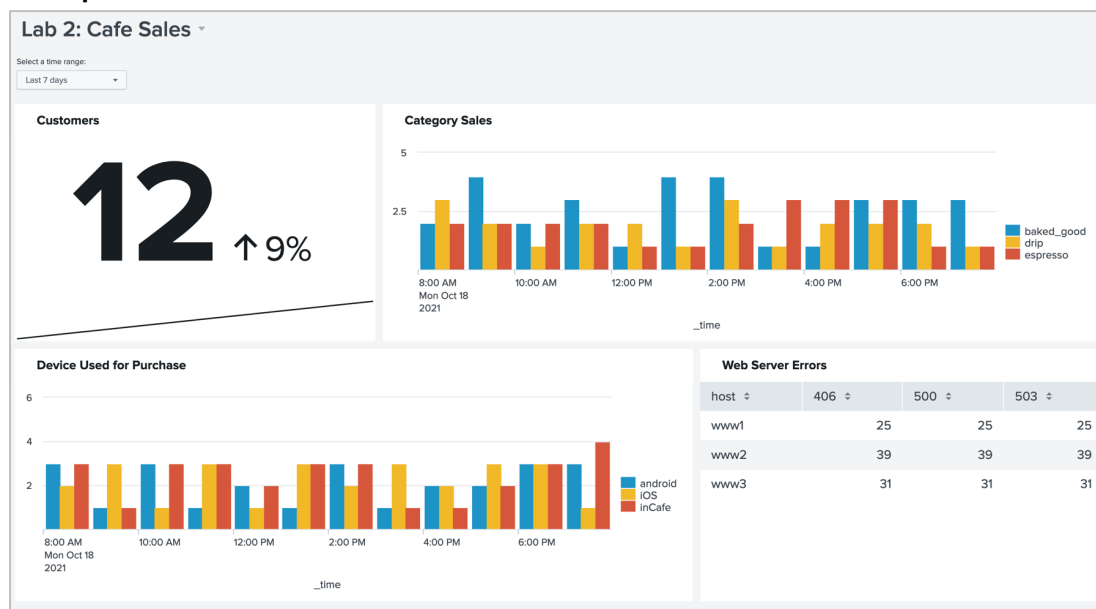 Lab 2: Cafe Sales
Select a time range:
Last 7 days
Customers
12 ↑ 9%
Category Sales
5
2.5
8:00 AM 10:00 AM 12:00 PM 2:00 PM 4:00 PM 6:00 PM
Mon Oct 18
2021
_time
baked_good
drip
espresso
Device Used for Purchase
6
4
2
8:00 AM 10:00 AM 12:00 PM 2:00 PM 4:00 PM 6:00 PM
Mon Oct 18
2021
_time
android
iOS
inCafe
Web Server Errors
host 406 500 503
www1 25 25 25
www2 39 39 39
www3 31 31 31